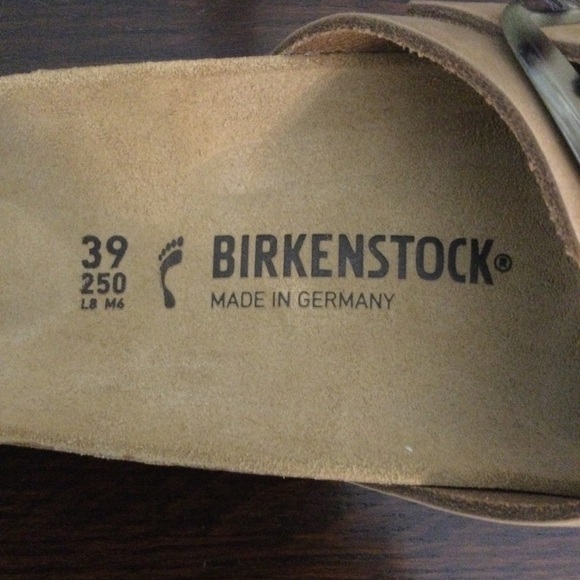 39
250
L8 M6
BIRKENSTOCK®
MADE IN GERMANY